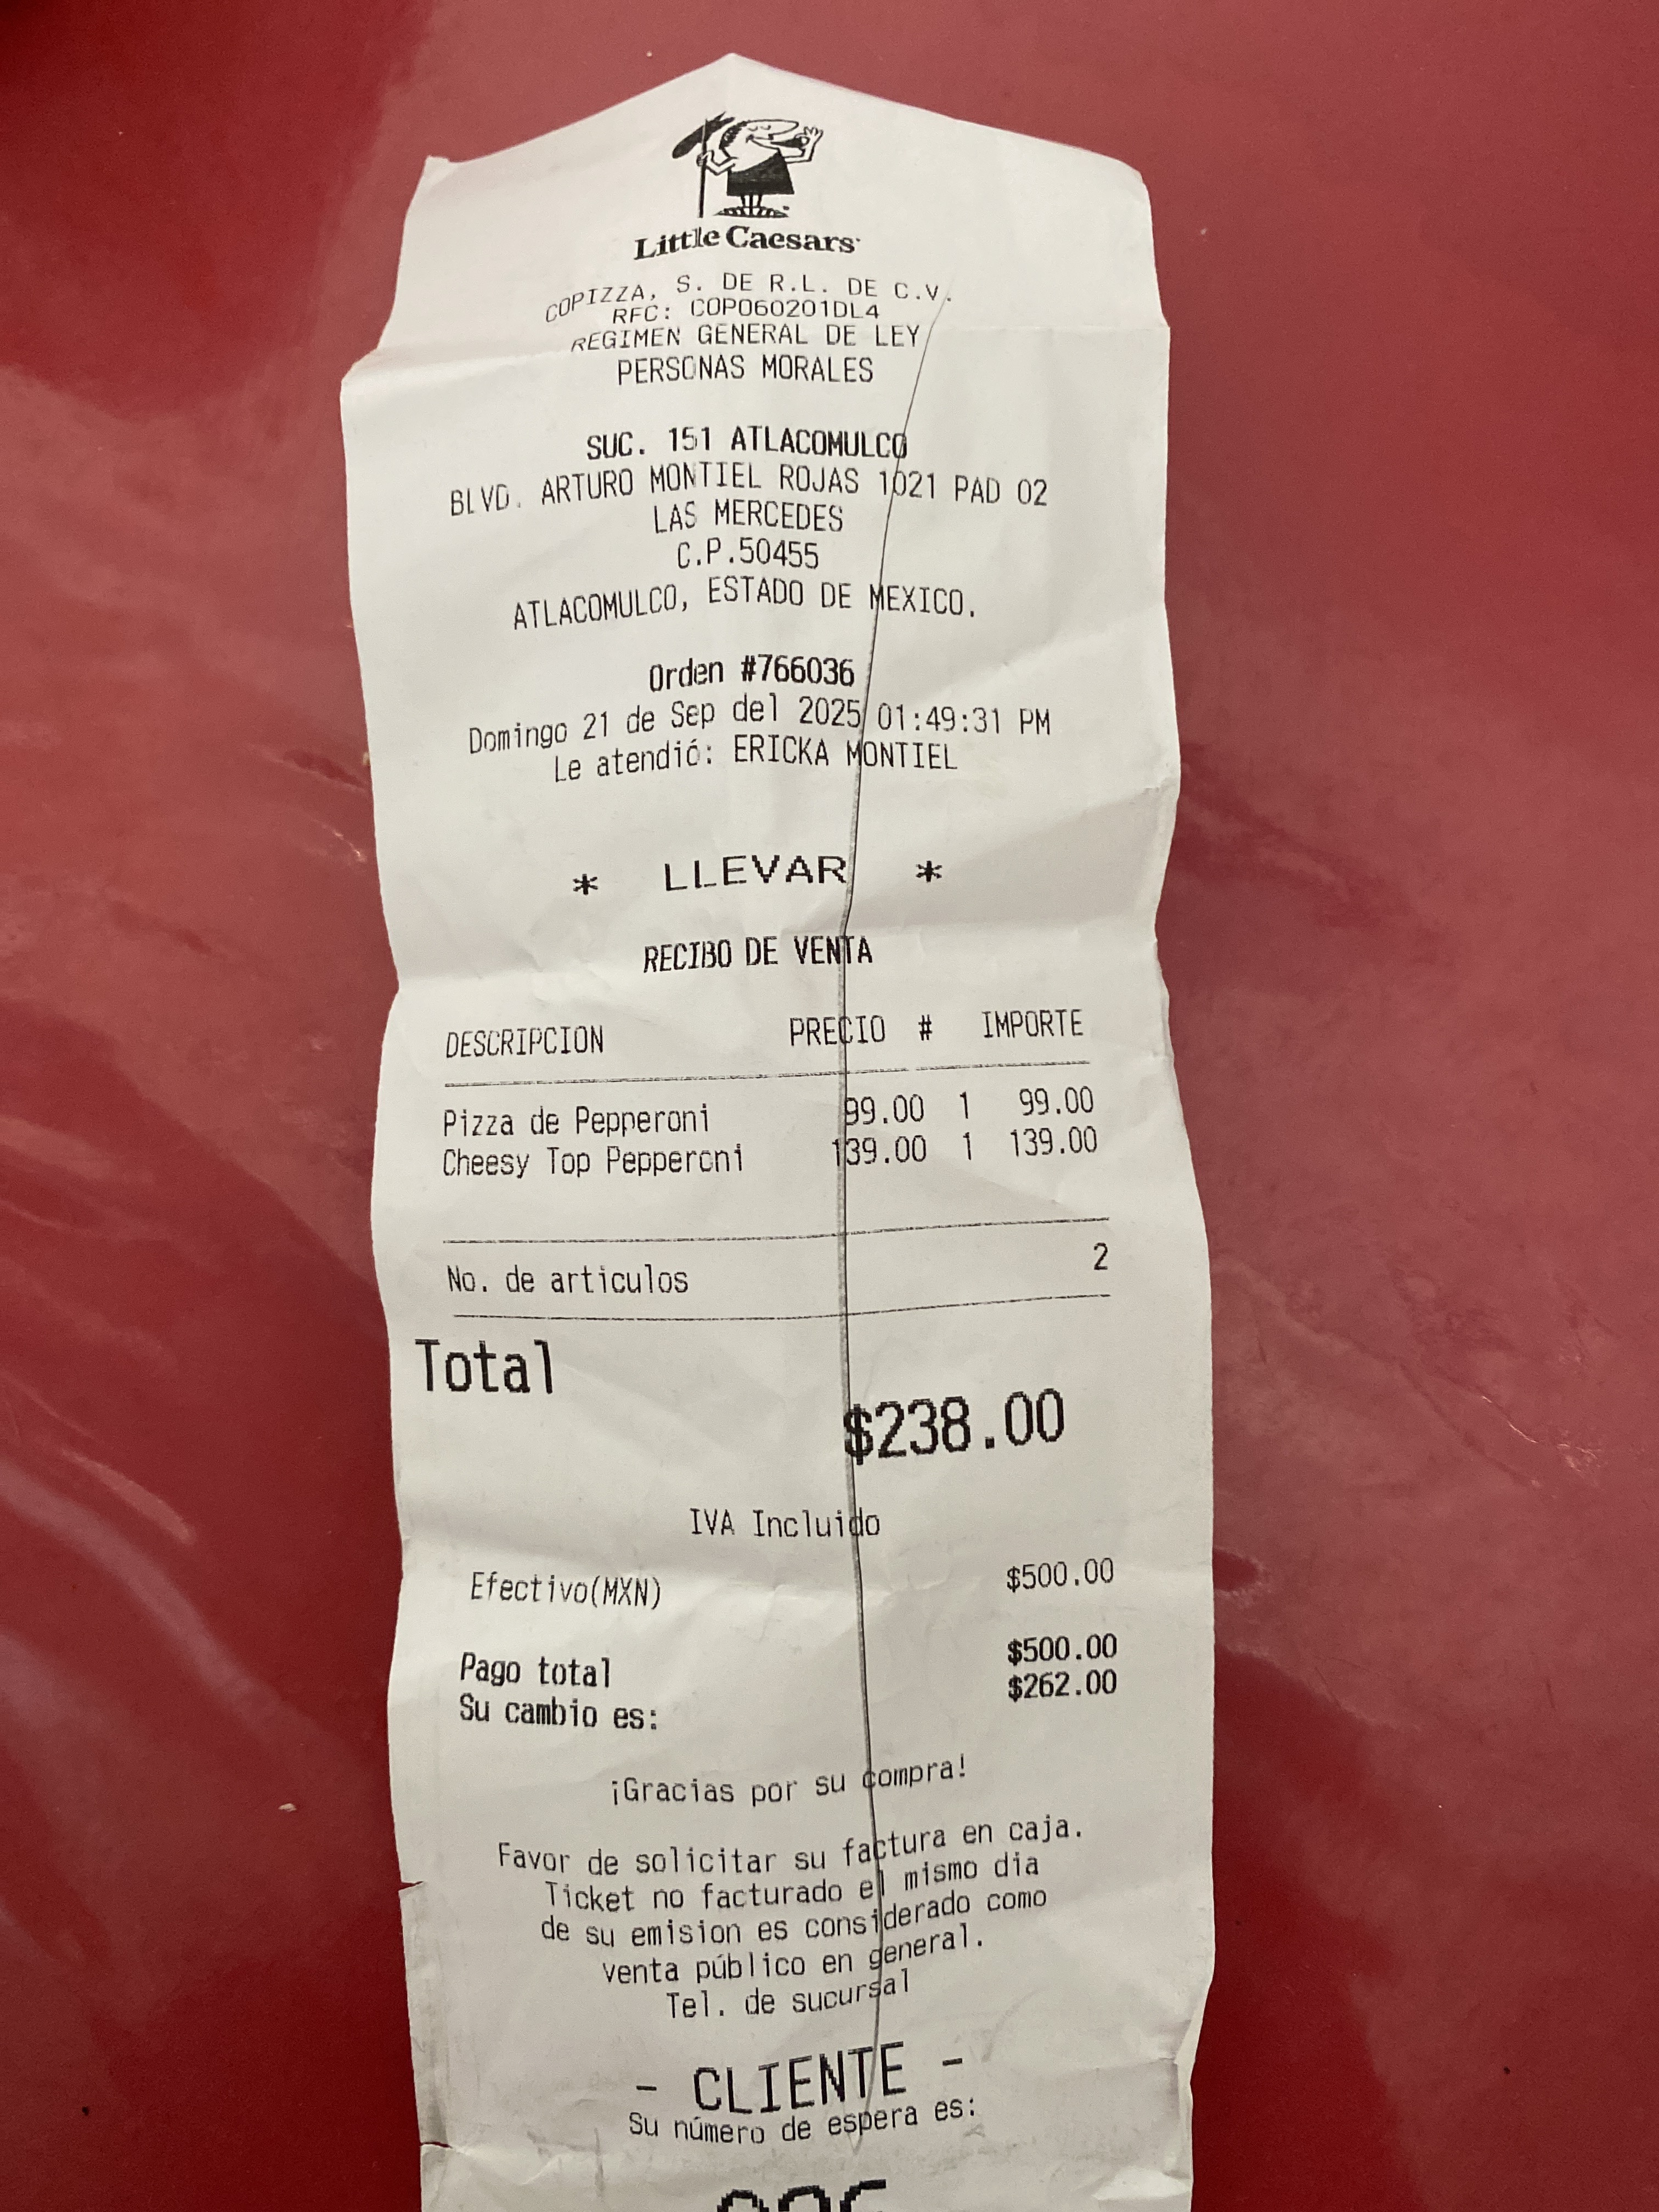 Little Caesars
COPIZZA, S. DE R.L. DE C.V.
RFC: COP060201DL4
REGIMEN GENERAL DE LEY
PERSONAS MORALES
SUC. 151 ATLACOMULCO
BLVD. ARTURO MONTIEL ROJAS 1021 PAD 02
LAS MERCEDES
C.P.50455
ATLACOMULCO, ESTADO DE MEXICO.
Orden #766036
Domingo 21 de Sep del 2025 01:49:31 PM
Le atendió: ERICKA MONTIEL
* LLEVAR *
RECIBO DE VENTA
DESCRIPCION PRECIO # IMPORTE
Pizza de Pepperoni 99.00 1 99.00
Cheesy Top Pepperoni 139.00 1 139.00
No. de articulos 2
Total
$238.00
IVA Incluido
Efectivo(MXN) $500.00
Pago total $500.00
Su cambio es: $262.00
¡Gracias por su compra!
Favor de solicitar su factura en caja.
Ticket no facturado el mismo dia
de su emision es considerado como
venta público en general.
Tel. de sucursal
- CLIENTE -
Su número de espera es: